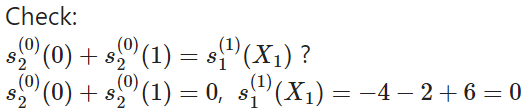 Check:
$s_2^{(0)}(0) + s_2^{(0)}(1) = s_1^{(1)}(X_1)$ ?
$s_2^{(0)}(0) + s_2^{(0)}(1) = 0, \; s_1^{(1)}(X_1) = -4 - 2 + 6 = 0$